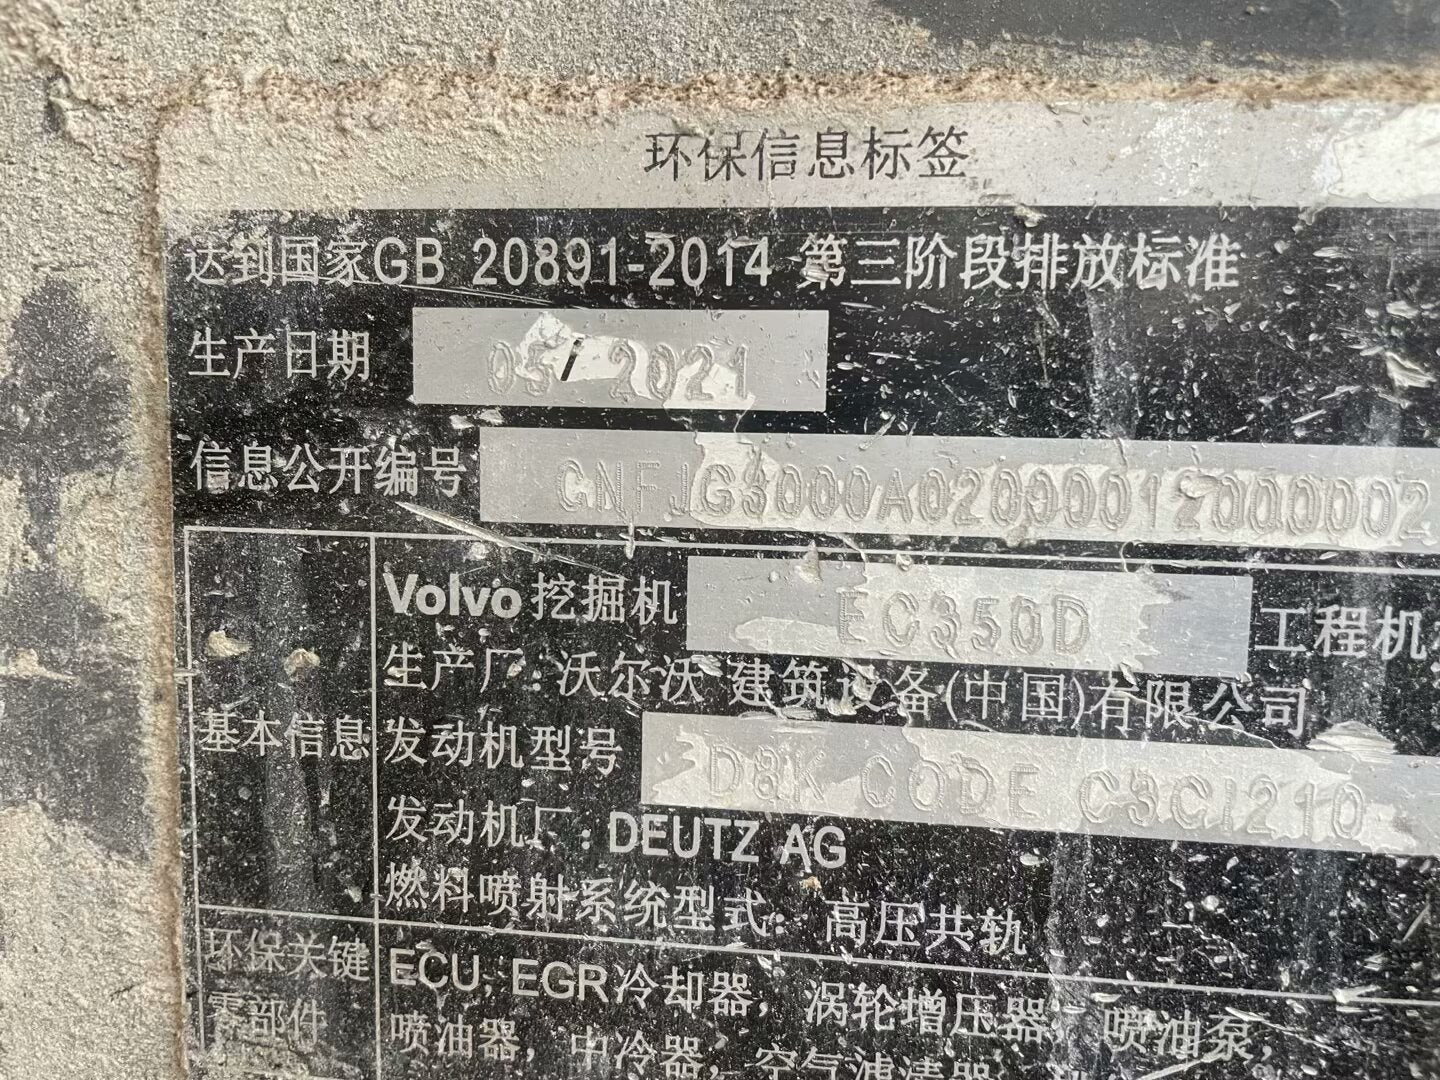 环保信息标签
达到国家GB 20891-2014 第三阶段排放标准
生产日期 05/2021
信息公开编号 CNFJG3000A02000012000002
Volvo挖掘机 EC350D 工程机
生产厂:沃尔沃 建筑设备(中国)有限公司
基本信息 发动机型号 D8K CODE C3CI210
发动机厂:DEUTZ AG
燃料喷射系统型式:高压共轨
环保关键 ECU, EGR冷却器, 涡轮增压器, 喷油泵,
零部件 喷油器, 中冷器, 空气滤清器